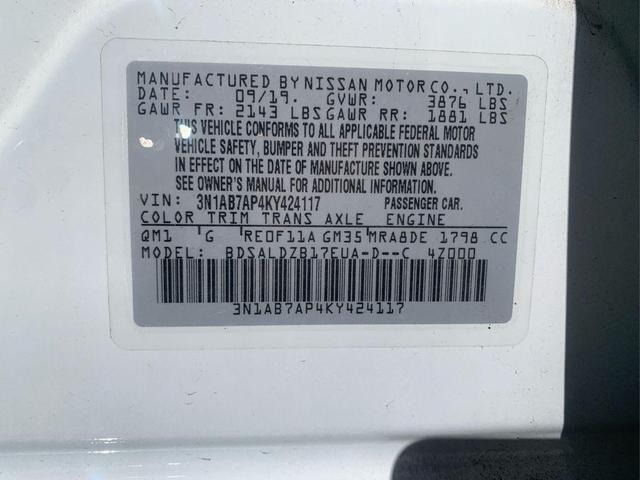 MANUFACTURED BY NISSAN MOTOR CO., LTD.
DATE: 09/19. GVWR: 3876 LBS
GAWR FR: 2143 LBS GAWR RR: 1881 LBS
THIS VEHICLE CONFORMS TO ALL APPLICABLE FEDERAL MOTOR
VEHICLE SAFETY, BUMPER AND THEFT PREVENTION STANDARDS
IN EFFECT ON THE DATE OF MANUFACTURE SHOWN ABOVE.
SEE OWNER'S MANUAL FOR ADDITIONAL INFORMATION
VIN: 3N1AB7AP4KY424117 PASSENGER CAR.
COLOR TRIM TRANS AXLE ENGINE
QM1 G RE0F11A GM35 MRA8DE 1798 CC
MODEL: BDSALDZB17EUA-D--C 4Z000
3N1AB7AP4KY424117